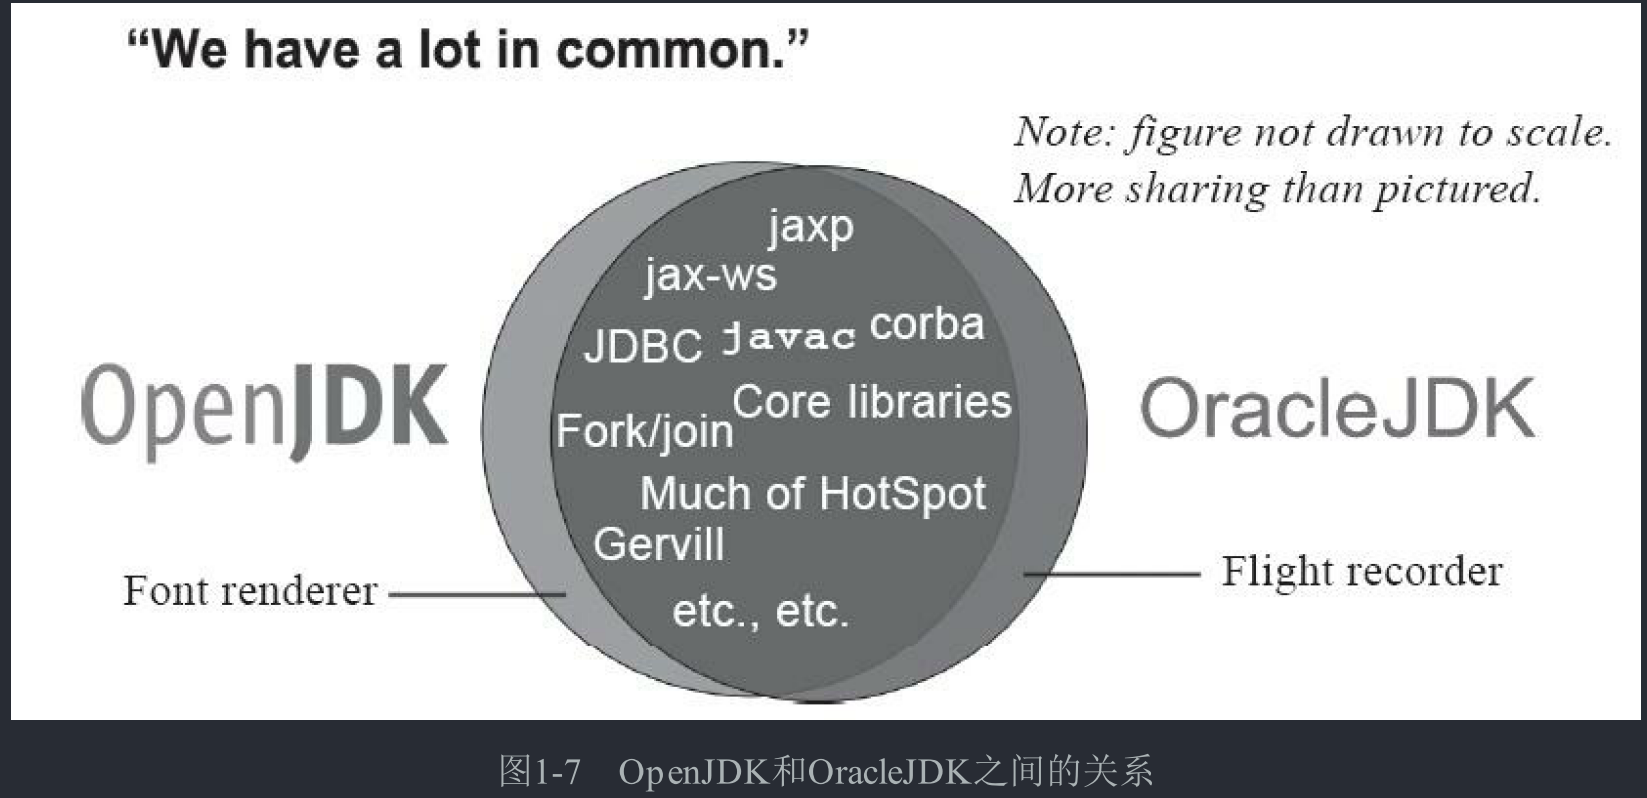 “We have a lot in common.”
Note: figure not drawn to scale.
More sharing than pictured.
jaxp
jax-ws
JDBC javac corba
Core libraries
Fork/join
Much of HotSpot
Gervill
etc., etc.
OpenJDK
OracleJDK
Font renderer
Flight recorder
图1-7 OpenJDK和OracleJDK之间的关系